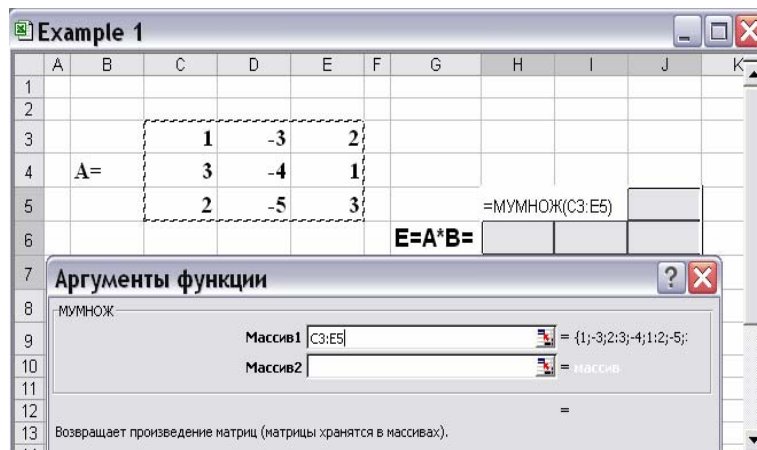 Example 1
A B C D E F G H I J K
1
2
3 1 -3 2
4 A= 3 -4 1
5 2 -5 3 =МУМНОЖ(C3:E5)
6 E=A*B=
7 Аргументы функции
8 МУМНОЖ
9 Массив1 C3:E5 = {1;-3;2:3;-4;1:2;-5;:
10 Массив2 = массив
11
12 =
13 Возвращает произведение матриц (матрицы хранятся в массивах).